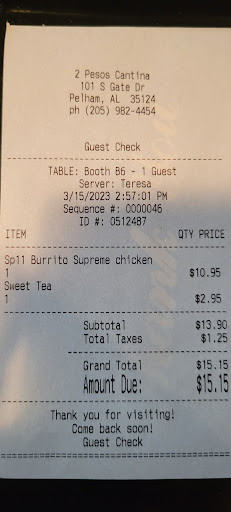 2 Pesos Cantina
101 S Gate Dr
Pelham, AL 35124
ph (205) 982-4454
Guest Check
TABLE: Booth B6 - 1 Guest
Server: Teresa
3/15/2023 2:57:01 PM
Sequence #: 0000046
ID #: 0512487
ITEM QTY PRICE
Sp11 Burrito Supreme chicken
1 $10.95
Sweet Tea
1 $2.95
Subtotal $13.90
Total Taxes $1.25
Grand Total $15.15
Amount Due: $15.15
Thank you for visiting!
Come back soon!
Guest Check